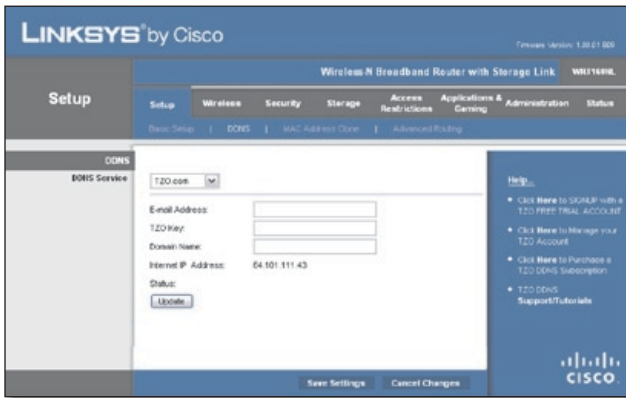 LINKSYS® by Cisco
Firmware Version: 1.00.01 B09
Wireless-N Broadband Router with Storage Link WRT160NL
Setup
Setup Wireless Security Storage Access Restrictions Applications & Gaming Administration Status
Basic Setup | DDNS | MAC Address Clone | Advanced Routing
DDNS
DDNS Service
TZO.com
E-mail Address:
TZO Key:
Domain Name:
Internet IP Address: 64.101.111.43
Status:
Update
Help...
Click Here to SIGNUP with a
TZO FREE TRIAL ACCOUNT
Click Here to Manage your
TZO Account
Click Here to Purchase a
TZO DDNS Subscription
TZO DDNS
Support/Tutorials
Save Settings Cancel Changes
CISCO.